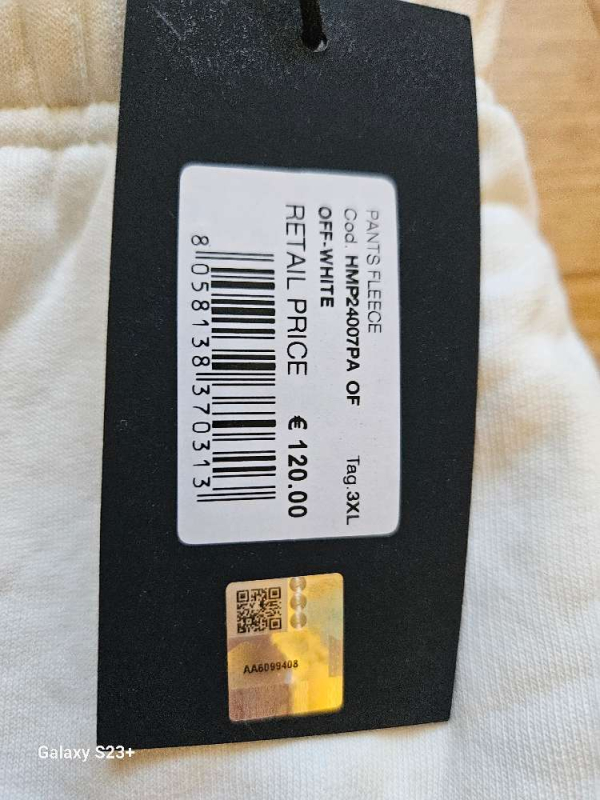 PANTS FLEECE
Cod. HMP24007PA OF Tag.3XL
OFF-WHITE
RETAIL PRICE € 120.00
8 058138 370313
AA6099408
Galaxy S23+